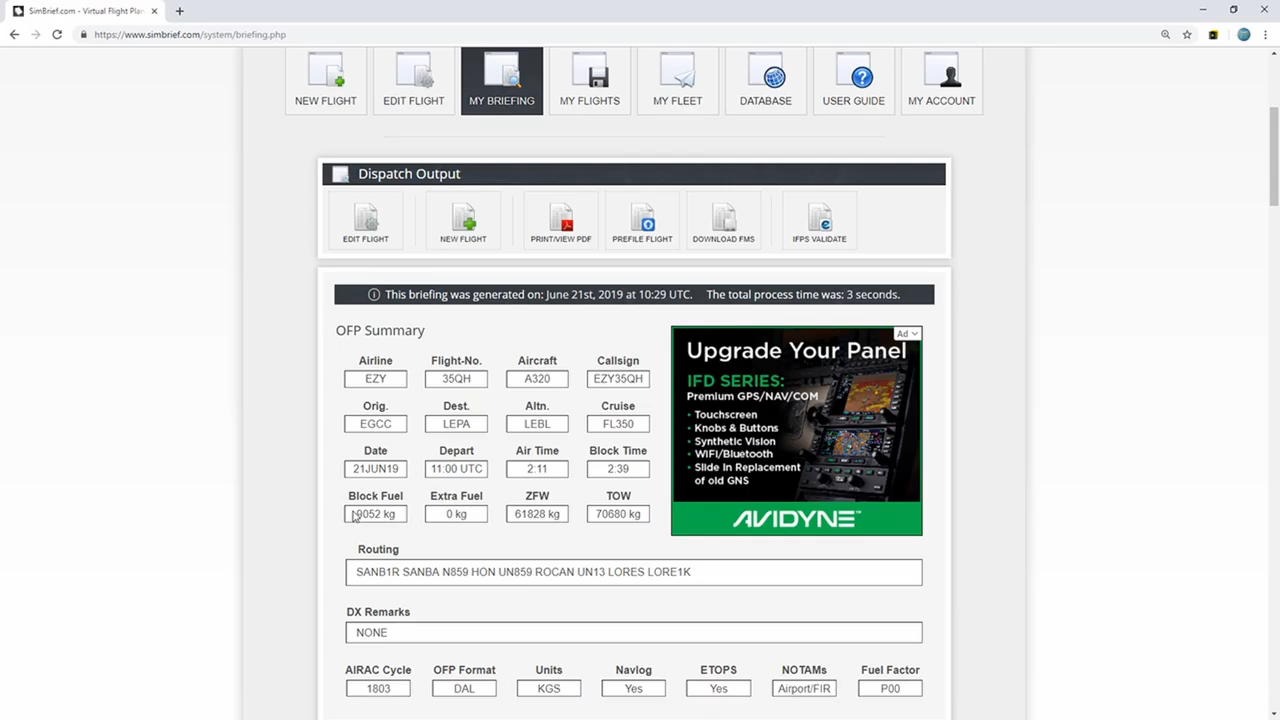 SimBrief.com - Virtual Flight Plan
https://www.simbrief.com/system/briefing.php
NEW FLIGHT EDIT FLIGHT MY BRIEFING MY FLIGHTS MY FLEET DATABASE USER GUIDE MY ACCOUNT
Dispatch Output
EDIT FLIGHT NEW FLIGHT PRINT/VIEW PDF PREFILE FLIGHT DOWNLOAD FMS IFPS VALIDATE
This briefing was generated on: June 21st, 2019 at 10:29 UTC. The total process time was: 3 seconds.
OFP Summary
Airline Flight-No. Aircraft Callsign
EZY 35QH A320 EZY35QH
Orig. Dest. Altn. Cruise
EGCC LEPA LEBL FL350
Date Depart Air Time Block Time
21JUN19 11:00 UTC 2:11 2:39
Block Fuel Extra Fuel ZFW TOW
9052 kg 0 kg 61828 kg 70680 kg
Ad
Upgrade Your Panel
IFD SERIES:
Premium GPS/NAV/COM
• Touchscreen
• Knobs & Buttons
• Synthetic Vision
• WiFi/Bluetooth
• Slide In Replacement
of old GNS
AVIDYNE™
Routing
SANB1R SANBA N859 HON UN859 ROCAN UN13 LORES LORE1K
DX Remarks
NONE
AIRAC Cycle OFP Format Units Navlog ETOPS NOTAMs Fuel Factor
1803 DAL KGS Yes Yes Airport/FIR P00